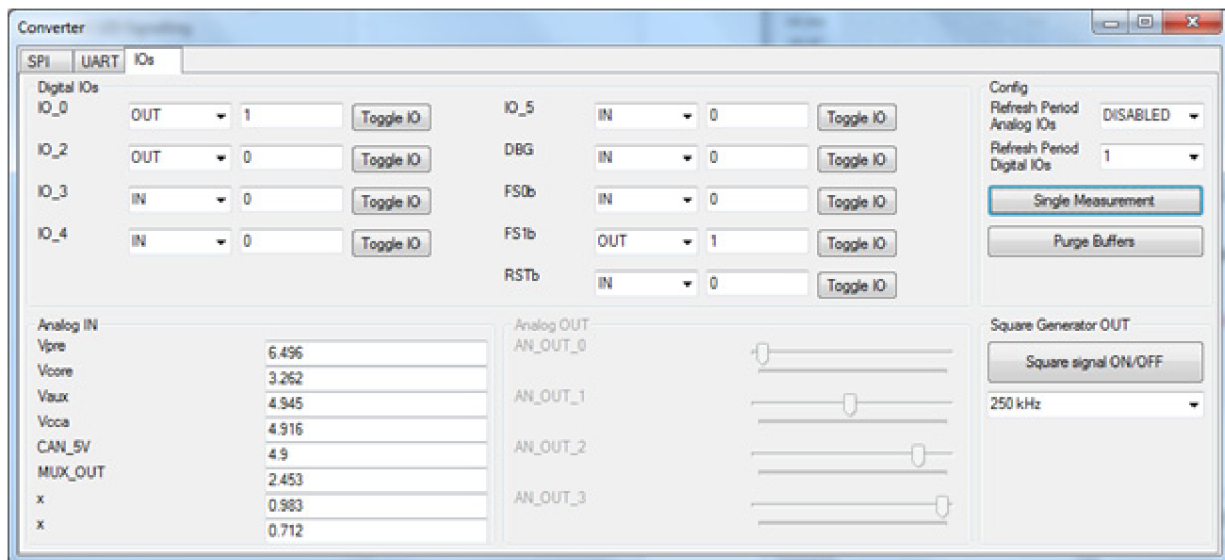 Converter
SPI UART IOs
Digital IOs
IO_0 OUT 1 Toggle IO
IO_2 OUT 0 Toggle IO
IO_3 IN 0 Toggle IO
IO_4 IN 0 Toggle IO
IO_5 IN 0 Toggle IO
DBG IN 0 Toggle IO
FS0b IN 0 Toggle IO
FS1b OUT 1 Toggle IO
RSTb IN 0 Toggle IO
Config
Refresh Period
Analog IOs
DISABLED
Refresh Period
Digital IOs
1
Single Measurement
Purge Buffers
Analog IN
Vpre 6.496
Vcore 3.262
Vaux 4.945
Vcca 4.916
CAN_5V 4.9
MUX_OUT 2.453
x 0.983
x 0.712
Analog OUT
AN_OUT_0
AN_OUT_1
AN_OUT_2
AN_OUT_3
Square Generator OUT
Square signal ON/OFF
250 kHz